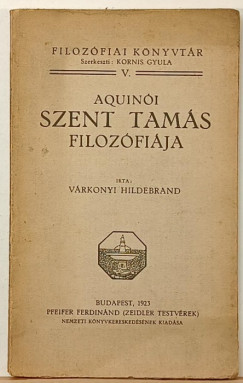 FILOZÓFIAI KÖNYVTÁR
Szerkeszti: KORNIS GYULA
V.
AQUINÓI
SZENT TAMÁS
FILOZÓFIÁJA
IRTA:
VÁRKONYI HILDEBRAND
BUDAPEST, 1923
PFEIFER FERDINÁND (ZEIDLER TESTVÉREK)
NEMZETI KÖNYVKERESKEDÉSÉNEK KIADÁSA